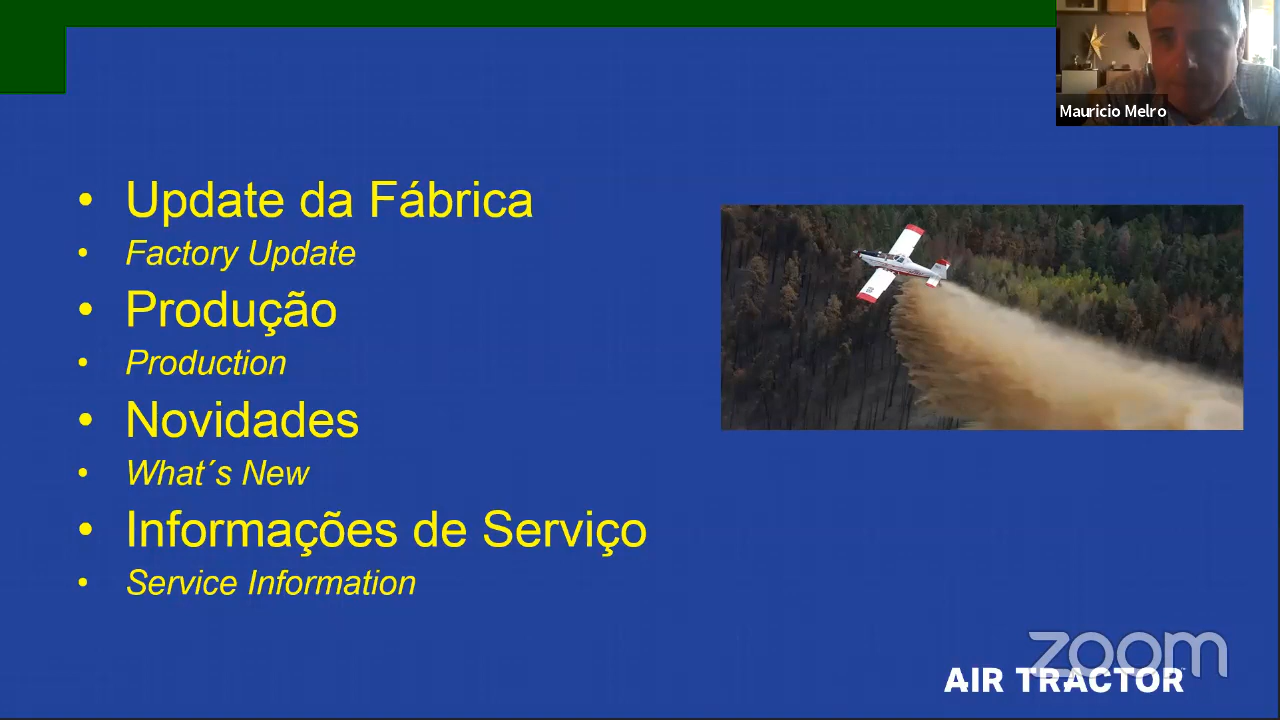 Mauricio Melro
• Update da Fábrica
• Factory Update
• Produção
• Production
• Novidades
• What´s New
• Informações de Serviço
• Service Information
zoom
AIR TRACTOR